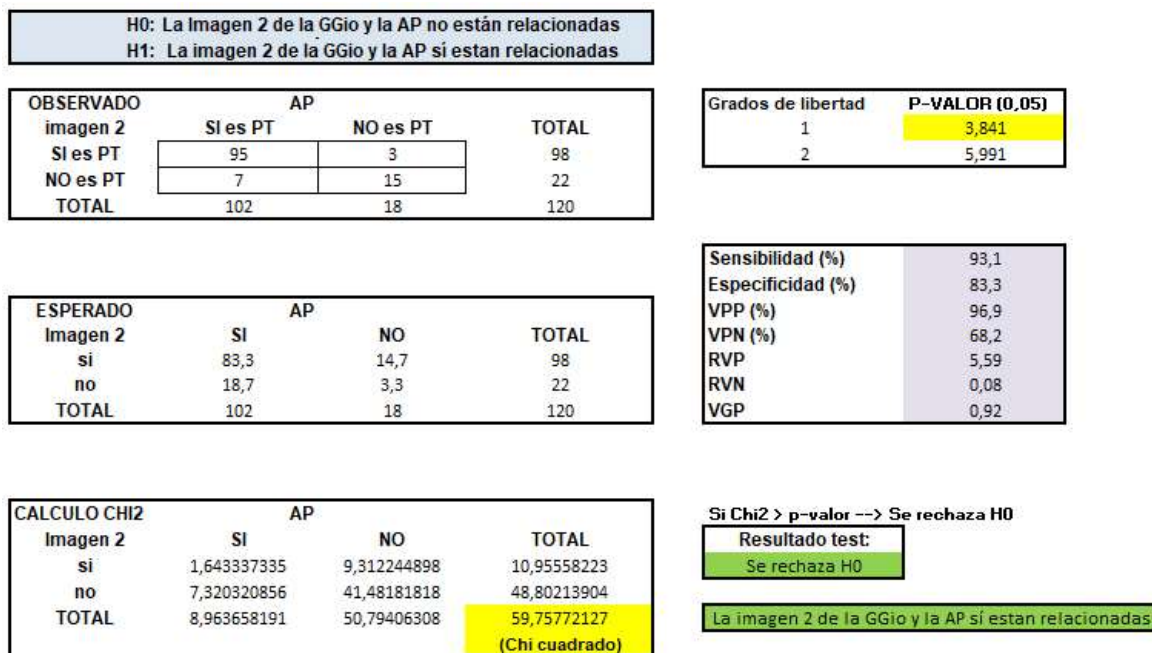 H0: La Imagen 2 de la GGio y la AP no están relacionadas
H1: La imagen 2 de la GGio y la AP sí estan relacionadas
OBSERVADO AP
imagen 2 SI es PT NO es PT TOTAL
SI es PT 95 3 98
NO es PT 7 15 22
TOTAL 102 18 120
Grados de libertad P-VALOR (0,05)
1 3,841
2 5,991
ESPERADO AP
Imagen 2 SI NO TOTAL
si 83,3 14,7 98
no 18,7 3,3 22
TOTAL 102 18 120
Sensibilidad (%) 93,1
Especificidad (%) 83,3
VPP (%) 96,9
VPN (%) 68,2
RVP 5,59
RVN 0,08
VGP 0,92
CALCULO CHI2 AP
Imagen 2 SI NO TOTAL
si 1,643337335 9,312244898 10,95558223
no 7,320320856 41,48181818 48,80213904
TOTAL 8,963658191 50,79406308 59,75772127
(Chi cuadrado)
Si Chi2 > p-valor --> Se rechaza H0
Resultado test:
Se rechaza H0
La imagen 2 de la GGio y la AP sí estan relacionadas